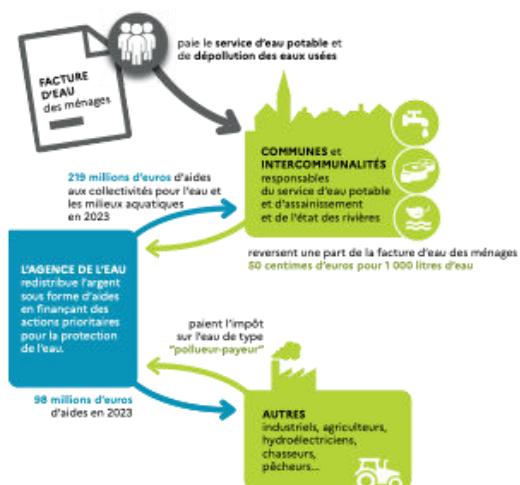 paie le service d'eau potable et
de dépollution des eaux usées
FACTURE
D'EAU
des ménages
COMMUNES et
INTERCOMMUNALITÉS
responsables
du service d'eau potable
et d'assainissement
et de l'état des rivières
219 millions d'euros d'aides
aux collectivités pour l'eau et
les milieux aquatiques
en 2023
reversent une part de la facture d'eau des ménages
50 centimes d'euros pour 1 000 litres d'eau
L'AGENCE DE L'EAU
redistribue l'argent
sous forme d'aides
en finançant des
actions prioritaires
pour la protection
de l'eau.
paient l'impôt
sur l'eau de type
"pollueur-payeur"
98 millions d'euros
d'aides en 2023
AUTRES
industriels, agriculteurs,
hydroélectriciens,
chasseurs,
pêcheurs...